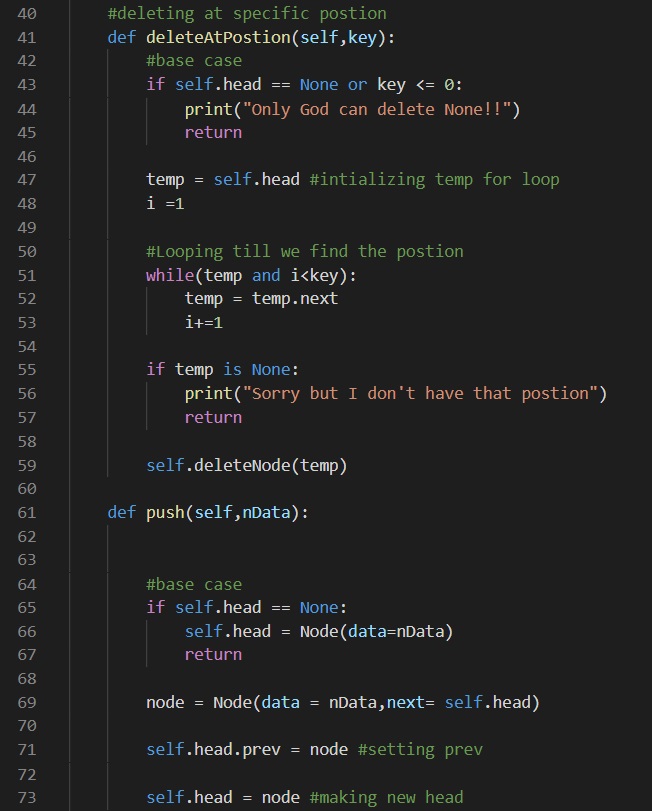 40 #deleting at specific postion
41 def deleteAtPostion(self,key):
42 #base case
43 if self.head == None or key <= 0:
44 print("Only God can delete None!!")
45 return
46
47 temp = self.head #intializing temp for loop
48 i =1
49
50 #Looping till we find the postion
51 while(temp and i<key):
52 temp = temp.next
53 i+=1
54
55 if temp is None:
56 print("Sorry but I don't have that postion")
57 return
58
59 self.deleteNode(temp)
60
61 def push(self,nData):
62
63
64 #base case
65 if self.head == None:
66 self.head = Node(data=nData)
67 return
68
69 node = Node(data = nData,next= self.head)
70
71 self.head.prev = node #setting prev
72
73 self.head = node #making new head